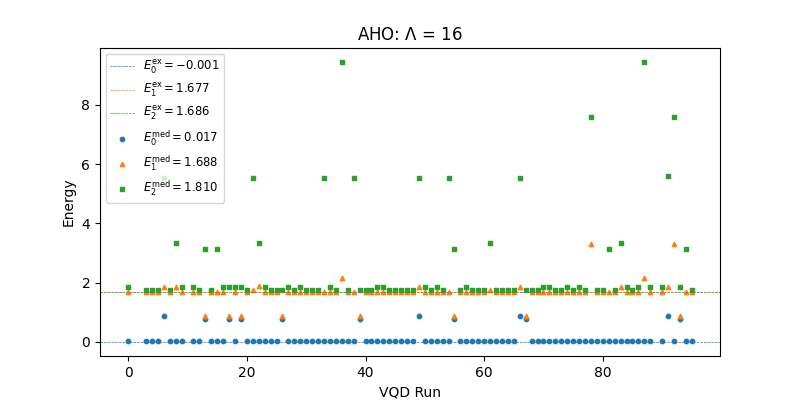 AHO: Λ = 16
E₀ᵉˣ = −0.001
E₁ᵉˣ = 1.677
E₂ᵉˣ = 1.686
E₀ᵐᵉᵈ = 0.017
E₁ᵐᵉᵈ = 1.688
E₂ᵐᵉᵈ = 1.810
Energy
8
6
4
2
0
0 20 40 60 80
VQD Run